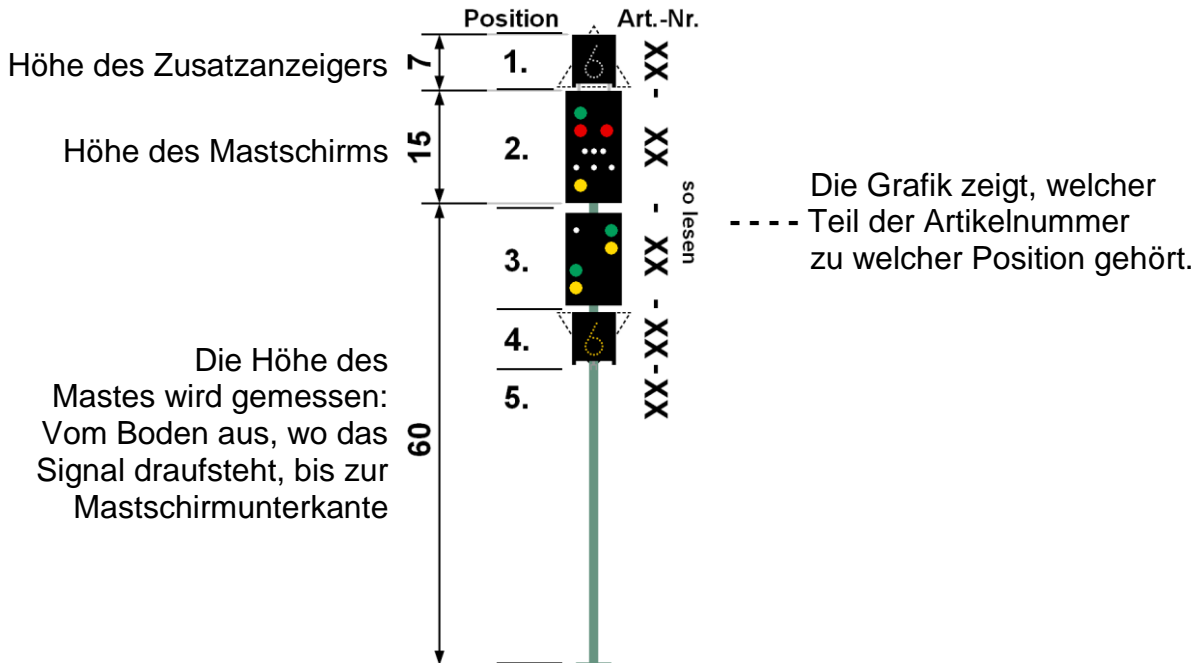 Position Art.-Nr.
Höhe des Zusatzanzeigers 7 1. 6 XX
-
Höhe des Mastschirms 15 2. XX
-
so lesen
3. XX
-
4. 6 XX
-
5. XX
60
Die Höhe des
Mastes wird gemessen:
Vom Boden aus, wo das
Signal draufsteht, bis zur
Mastschirmunterkante
Die Grafik zeigt, welcher
---- Teil der Artikelnummer
zu welcher Position gehört.